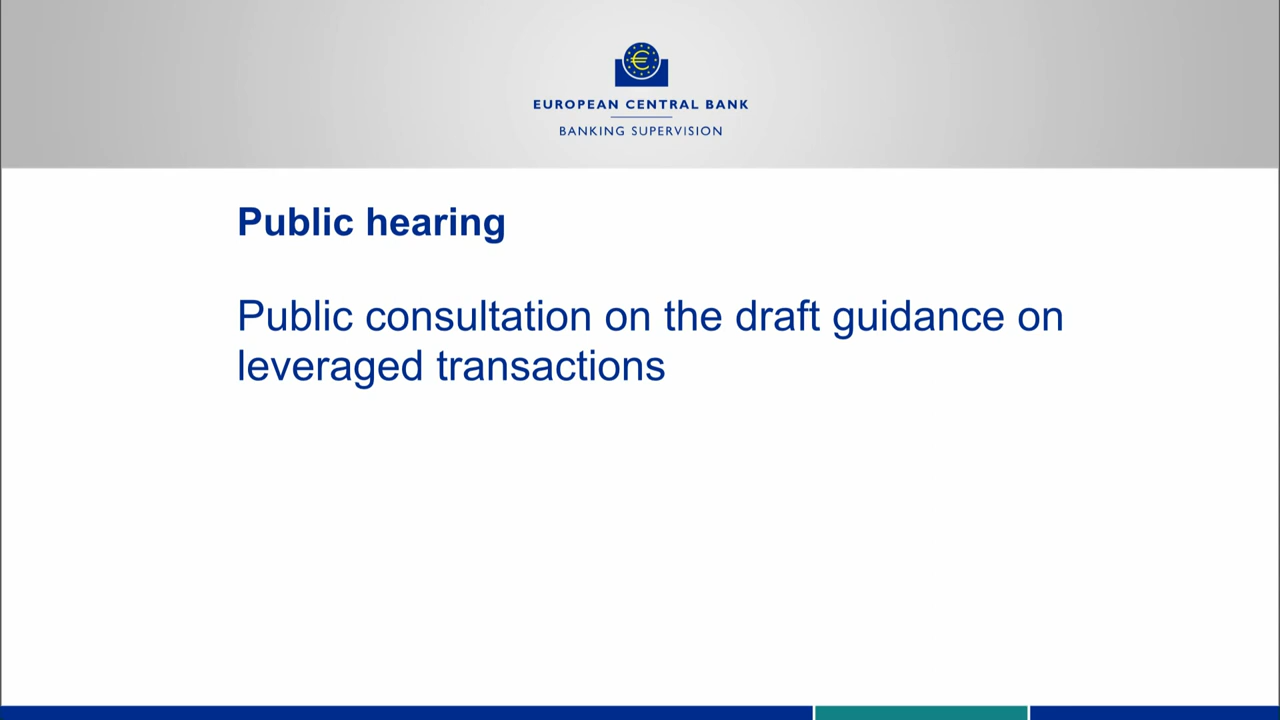 EUROPEAN CENTRAL BANK
BANKING SUPERVISION
Public hearing
Public consultation on the draft guidance on
leveraged transactions